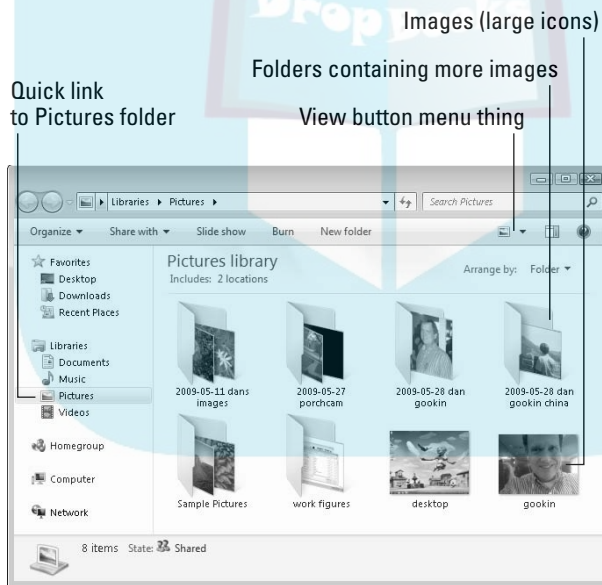 Drop Books
Images (large icons)
Folders containing more images
Quick link
to Pictures folder
View button menu thing
Libraries Pictures
Search Pictures
Organize Share with Slide show Burn New folder
Favorites
Desktop
Downloads
Recent Places
Libraries
Documents
Music
Pictures
Videos
Homegroup
Computer
Network
Pictures library
Includes: 2 locations
Arrange by: Folder
2009-05-11 dans
images
2009-05-27
porchcam
2009-05-28 dan
gookin
2009-05-28 dan
gookin china
Sample Pictures
work figures
desktop
gookin
8 items State: Shared